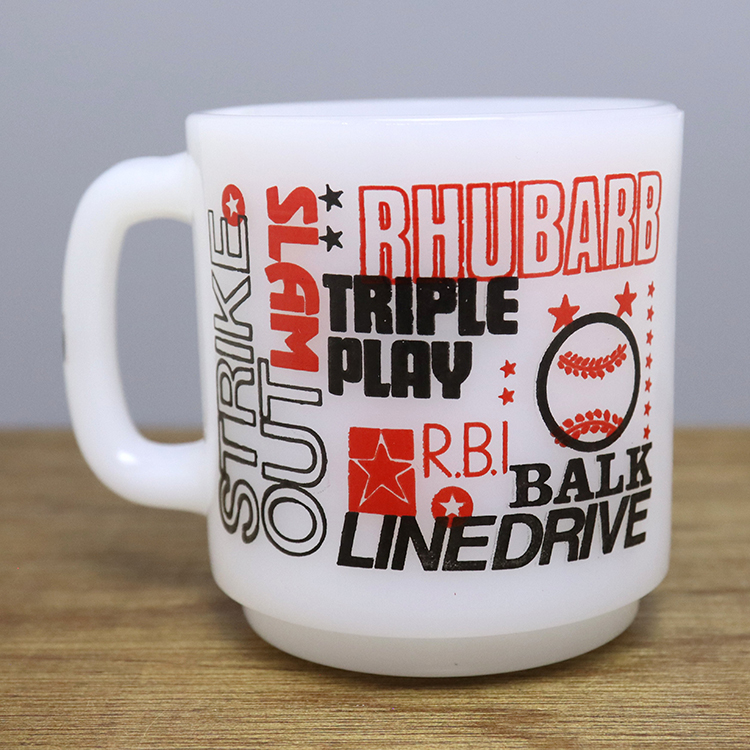 STRIKE
OUT
SLAM
RHUBARB
TRIPLE
PLAY
R.B.I
BALK
LINEDRIVE